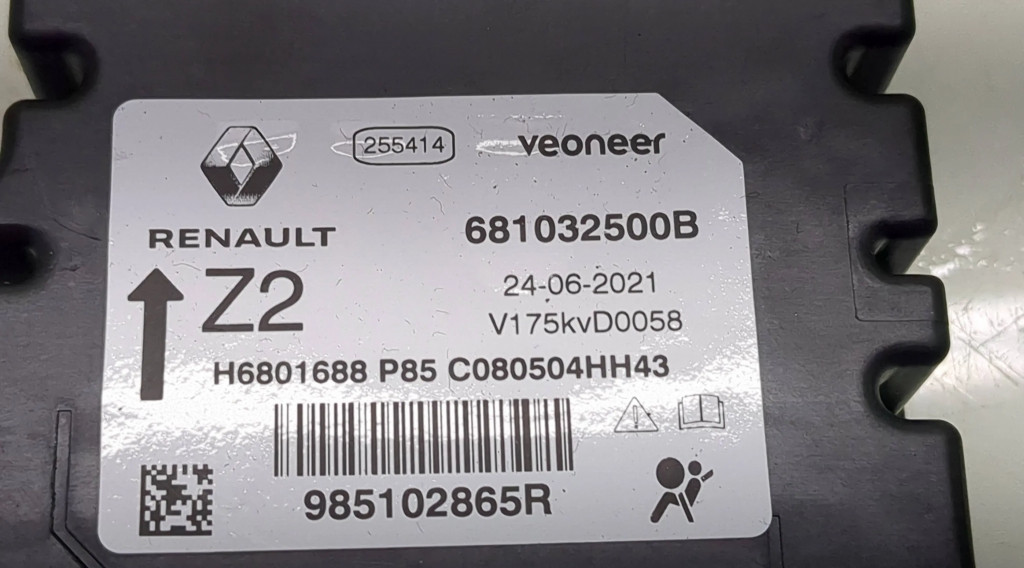 255414
veoneer
RENAULT
681032500B
Z2
24-06-2021
V175kvD0058
H6801688 P85 C080504HH43
985102865R